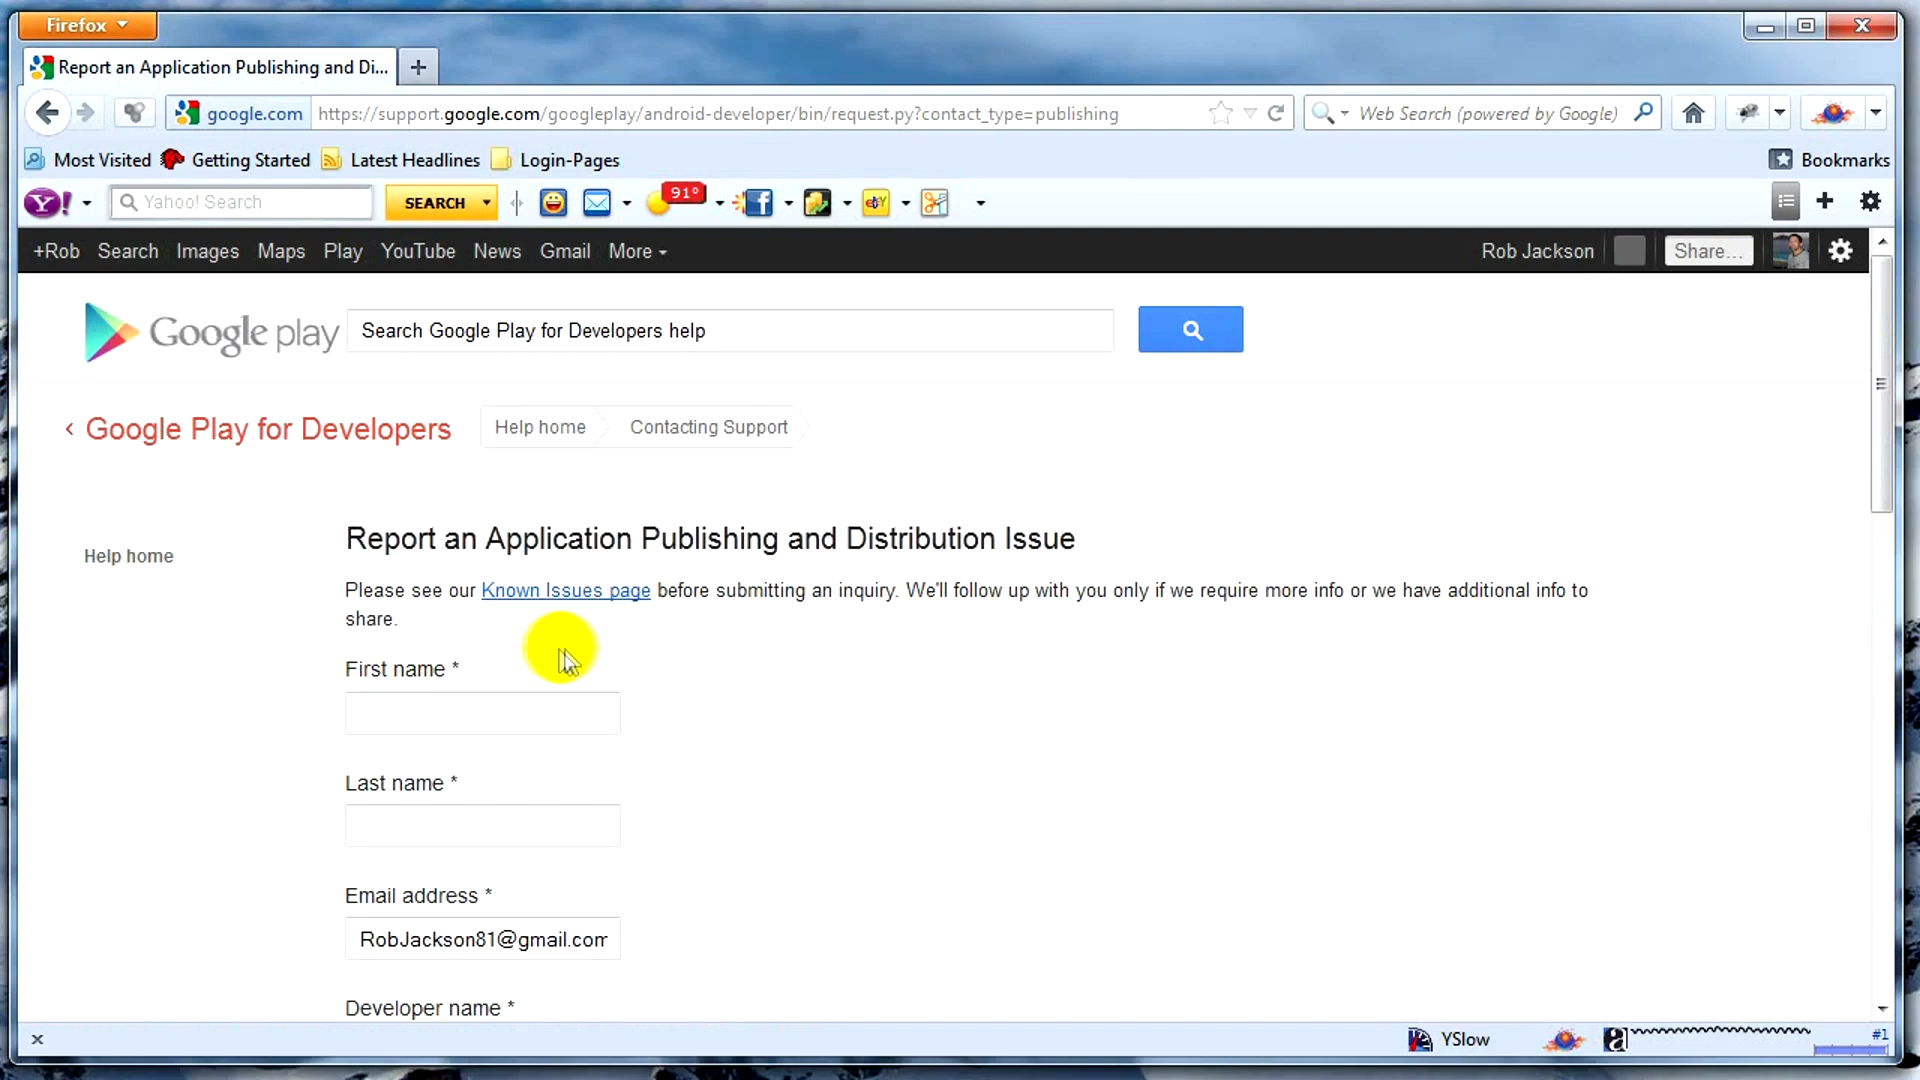 Firefox
Report an Application Publishing and Di...
google.com https://support.google.com/googleplay/android-developer/bin/request.py?contact_type=publishing
Web Search (powered by Google)
Most Visited Getting Started Latest Headlines Login-Pages Bookmarks
Y! Yahoo! Search SEARCH 91° ebY
+Rob Search Images Maps Play YouTube News Gmail More Rob Jackson Share...
Google play Search Google Play for Developers help
‹ Google Play for Developers Help home Contacting Support
Report an Application Publishing and Distribution Issue
Help home
Please see our Known Issues page before submitting an inquiry. We'll follow up with you only if we require more info or we have additional info to
share.
First name *
Last name *
Email address *
RobJackson81@gmail.com
Developer name *
x YSlow a #1